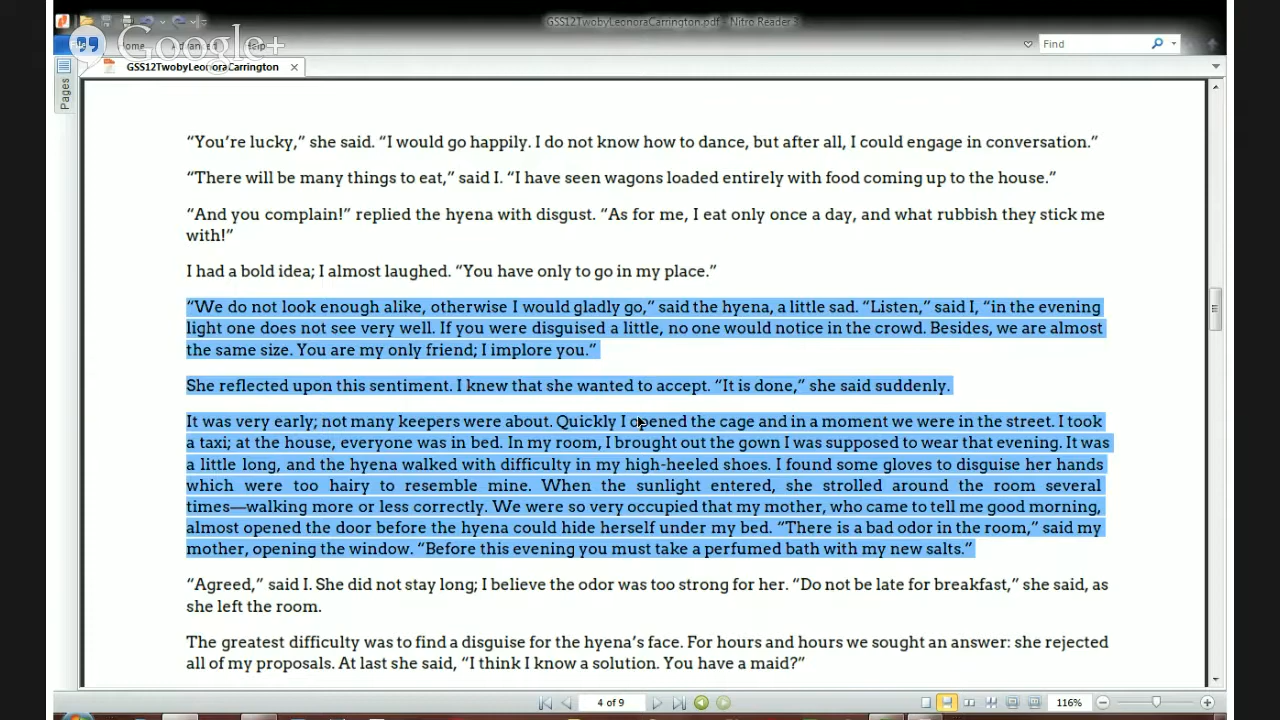 GSS12TwobyLeonoraCarrington.pdf - Nitro Reader 3
Google+
Home Advanced Help
Find
GSS12TwobyLeonoraCarrington
Pages
“You’re lucky,” she said. “I would go happily. I do not know how to dance, but after all, I could engage in conversation.”
“There will be many things to eat,” said I. “I have seen wagons loaded entirely with food coming up to the house.”
“And you complain!” replied the hyena with disgust. “As for me, I eat only once a day, and what rubbish they stick me
with!”
I had a bold idea; I almost laughed. “You have only to go in my place.”
“We do not look enough alike, otherwise I would gladly go,” said the hyena, a little sad. “Listen,” said I, “in the evening
light one does not see very well. If you were disguised a little, no one would notice in the crowd. Besides, we are almost
the same size. You are my only friend; I implore you.”
She reflected upon this sentiment. I knew that she wanted to accept. “It is done,” she said suddenly.
It was very early; not many keepers were about. Quickly I opened the cage and in a moment we were in the street. I took
a taxi; at the house, everyone was in bed. In my room, I brought out the gown I was supposed to wear that evening. It was
a little long, and the hyena walked with difficulty in my high-heeled shoes. I found some gloves to disguise her hands
which were too hairy to resemble mine. When the sunlight entered, she strolled around the room several
times—walking more or less correctly. We were so very occupied that my mother, who came to tell me good morning,
almost opened the door before the hyena could hide herself under my bed. “There is a bad odor in the room,” said my
mother, opening the window. “Before this evening you must take a perfumed bath with my new salts.”
“Agreed,” said I. She did not stay long; I believe the odor was too strong for her. “Do not be late for breakfast,” she said, as
she left the room.
The greatest difficulty was to find a disguise for the hyena’s face. For hours and hours we sought an answer: she rejected
all of my proposals. At last she said, “I think I know a solution. You have a maid?”
4 of 9
116%